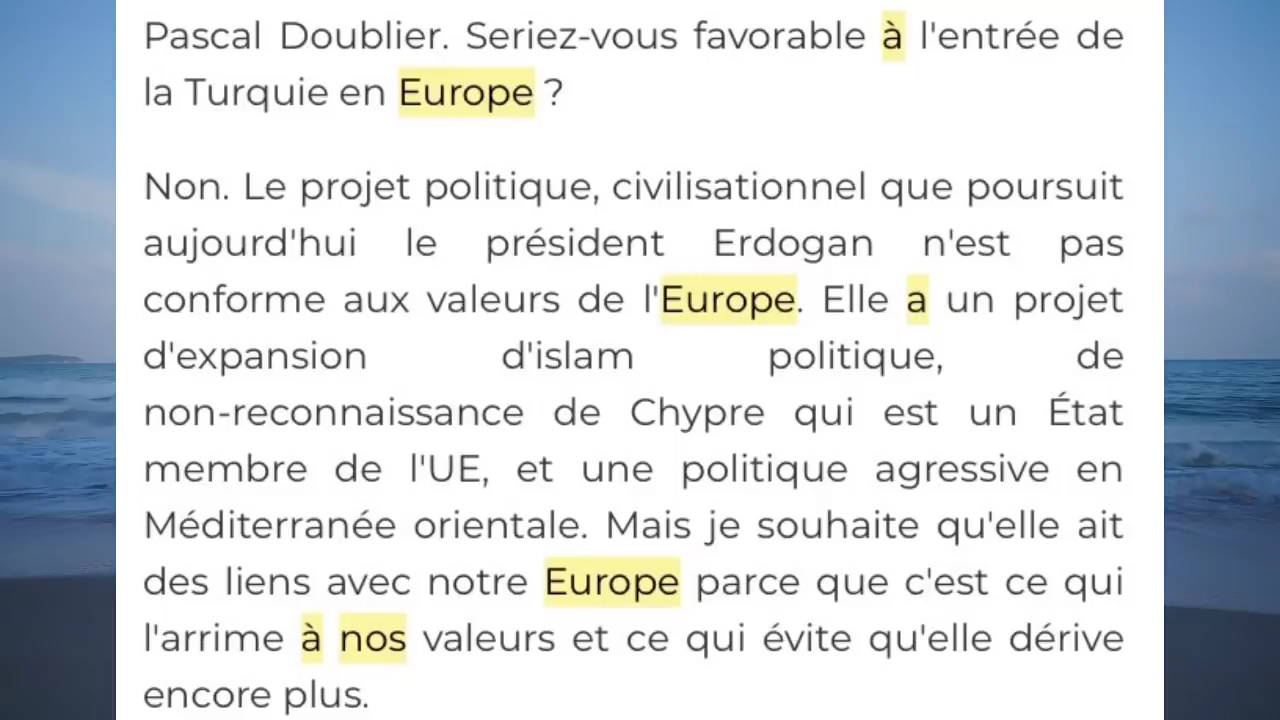 Pascal Doublier. Seriez-vous favorable à l'entrée de
la Turquie en Europe ?
Non. Le projet politique, civilisationnel que poursuit
aujourd'hui le président Erdogan n'est pas
conforme aux valeurs de l'Europe. Elle a un projet
d'expansion d'islam politique, de
non-reconnaissance de Chypre qui est un État
membre de l'UE, et une politique agressive en
Méditerranée orientale. Mais je souhaite qu'elle ait
des liens avec notre Europe parce que c'est ce qui
l'arrime à nos valeurs et ce qui évite qu'elle dérive
encore plus.